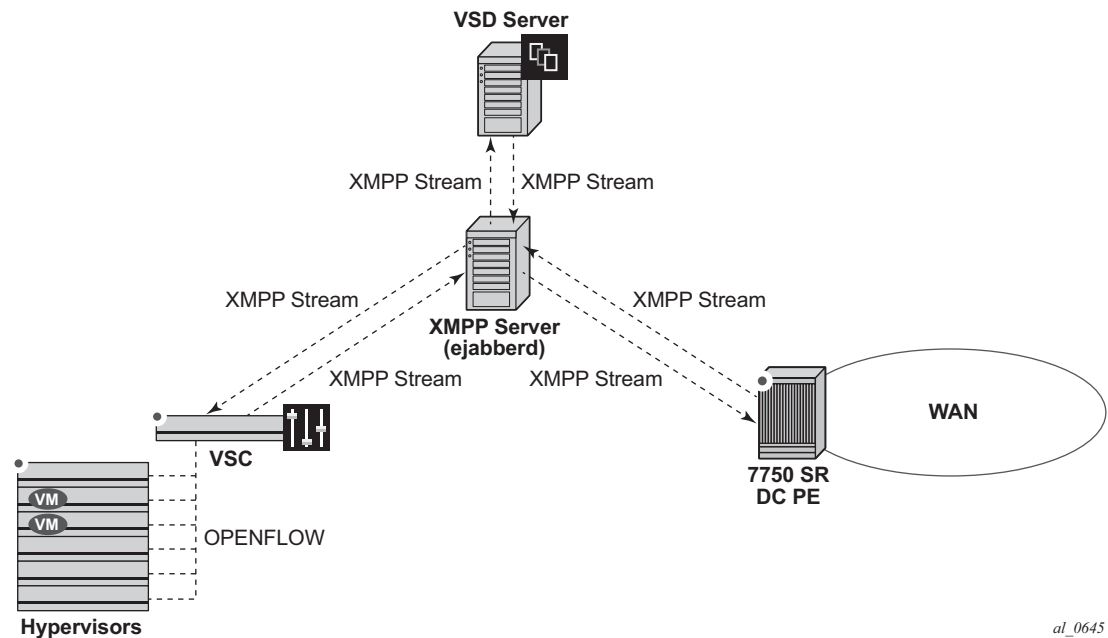 VSD Server
XMPP Stream
XMPP Stream
XMPP Stream
XMPP Server
(ejabberd)
XMPP Stream
XMPP Stream
XMPP Stream
WAN
VSC
7750 SR
DC PE
VM
VM
OPENFLOW
Hypervisors
al_0645